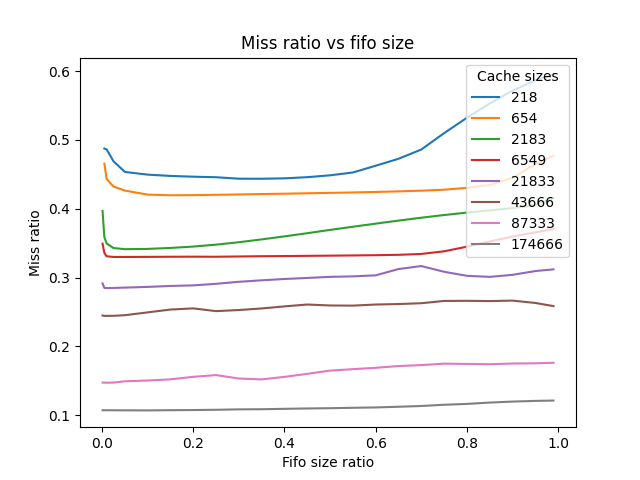 Miss ratio vs fifo size
Cache sizes
218
654
2183
6549
21833
43666
87333
174666
Miss ratio
0.6
0.5
0.4
0.3
0.2
0.1
0.0 0.2 0.4 0.6 0.8 1.0
Fifo size ratio